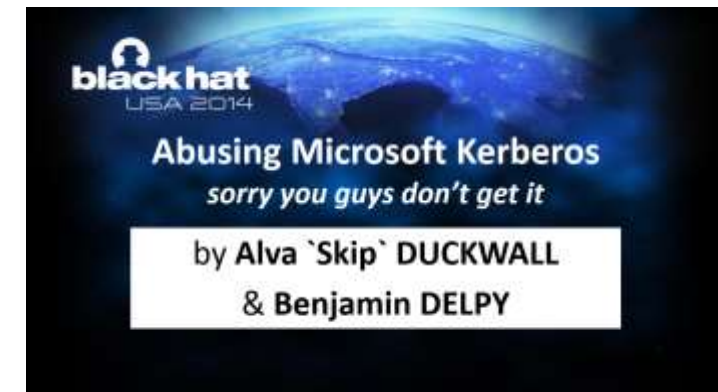 black hat
USA 2014
Abusing Microsoft Kerberos
sorry you guys don't get it
by Alva `Skip` DUCKWALL
& Benjamin DELPY